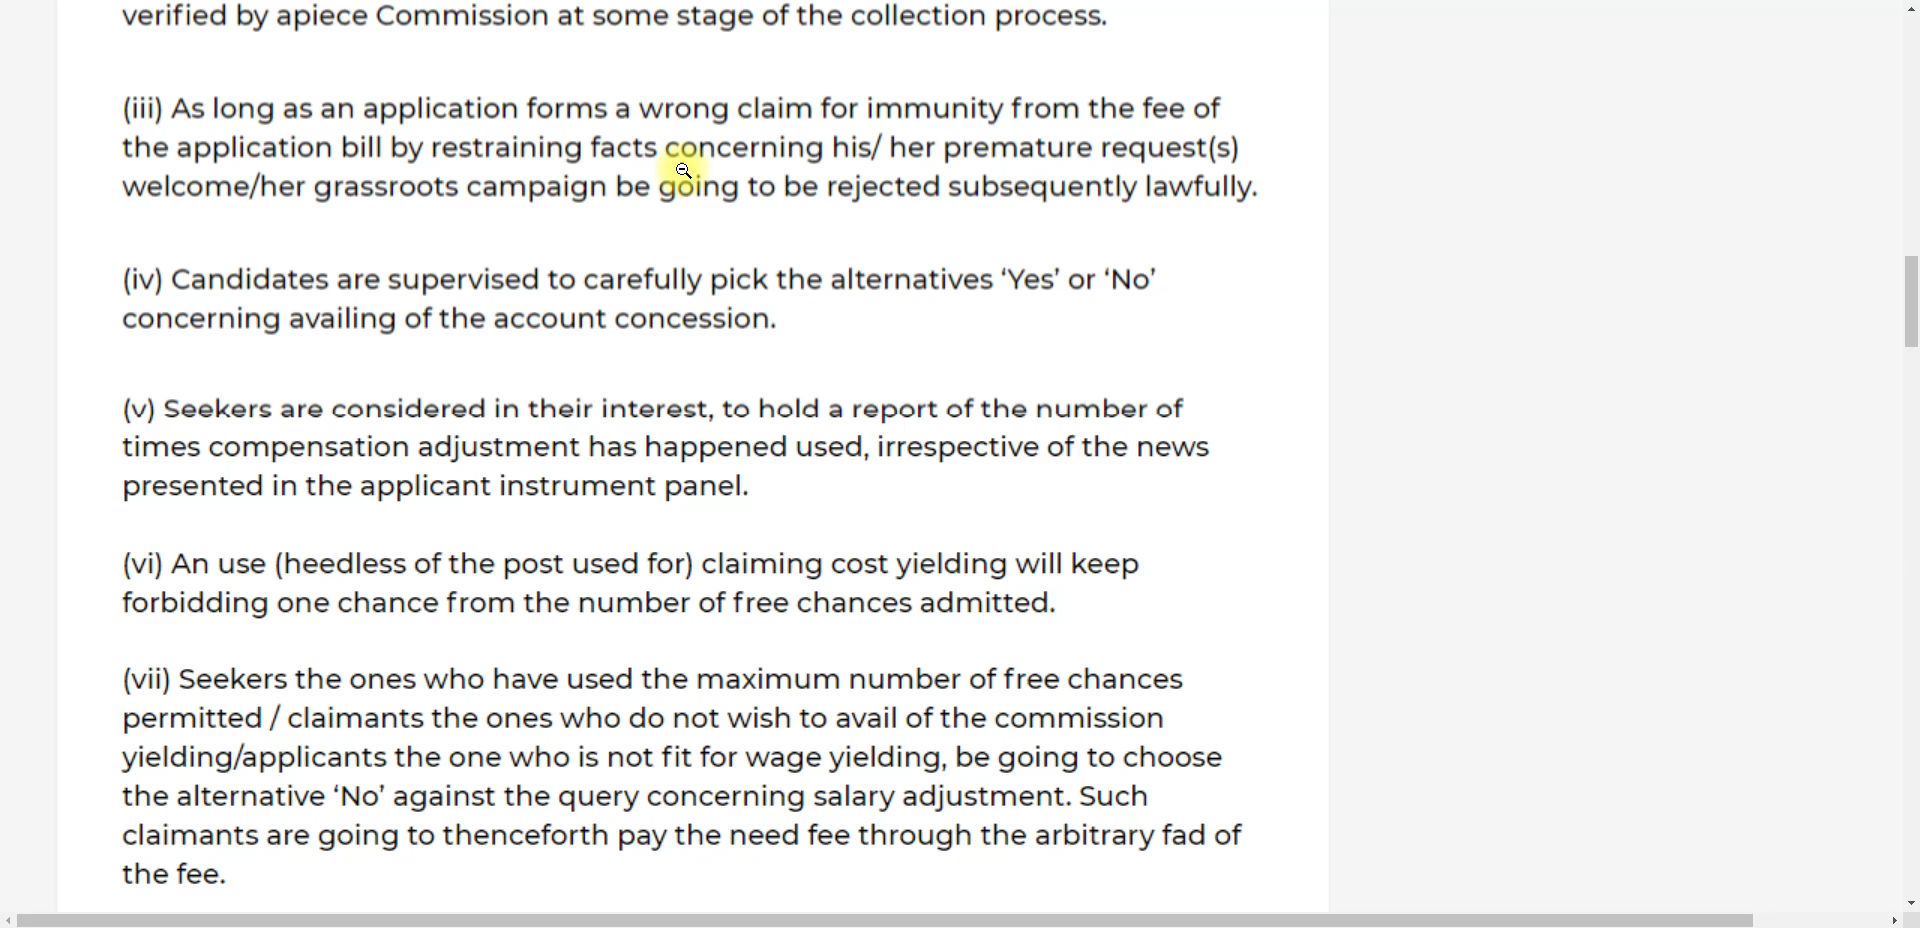 verified by apiece Commission at some stage of the collection process.
(iii) As long as an application forms a wrong claim for immunity from the fee of
the application bill by restraining facts concerning his/ her premature request(s)
welcome/her grassroots campaign be going to be rejected subsequently lawfully.
(iv) Candidates are supervised to carefully pick the alternatives ‘Yes’ or ‘No’
concerning availing of the account concession.
(v) Seekers are considered in their interest, to hold a report of the number of
times compensation adjustment has happened used, irrespective of the news
presented in the applicant instrument panel.
(vi) An use (heedless of the post used for) claiming cost yielding will keep
forbidding one chance from the number of free chances admitted.
(vii) Seekers the ones who have used the maximum number of free chances
permitted / claimants the ones who do not wish to avail of the commission
yielding/applicants the one who is not fit for wage yielding, be going to choose
the alternative ‘No’ against the query concerning salary adjustment. Such
claimants are going to thenceforth pay the need fee through the arbitrary fad of
the fee.